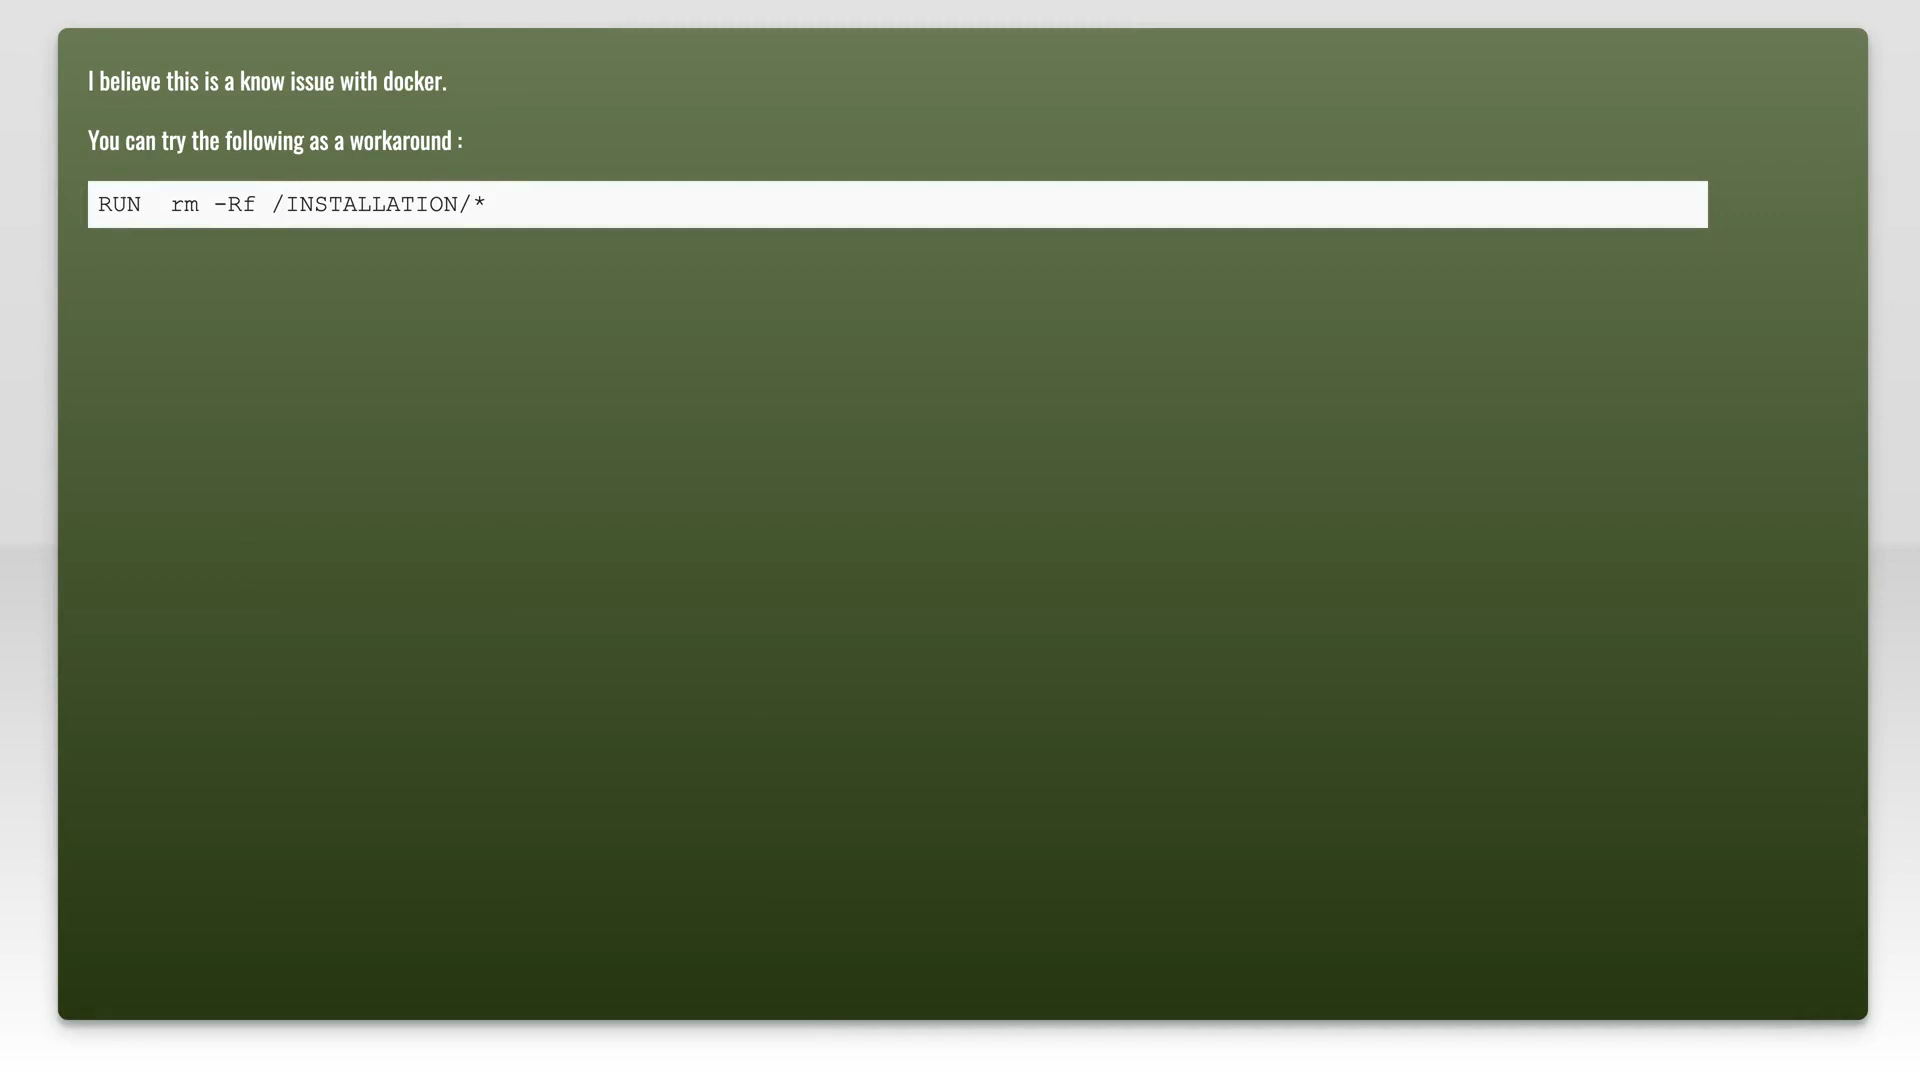 I believe this is a know issue with docker.
You can try the following as a workaround :
RUN  rm -Rf /INSTALLATION/*